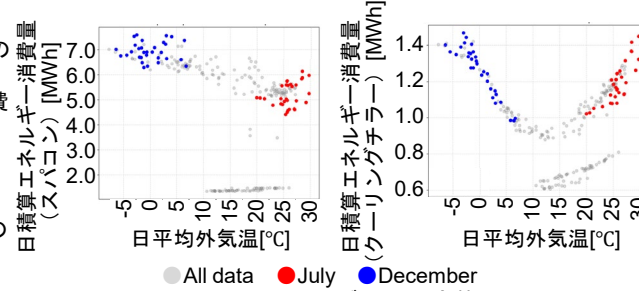 の
費
の
日積算エネルギー消費量
(スパコン) [MWh]
7.0
6.0
5.0
4.0
3.0
2.0
-5 0 5 10 15 20 25 30
日平均外気温[℃]
日積算エネルギー消費量
(クーリングチラー) [MWh]
1.4
1.2
1.0
0.8
0.6
-5 0 5 10 15 20 25 30
日平均外気温[℃]
All data July December